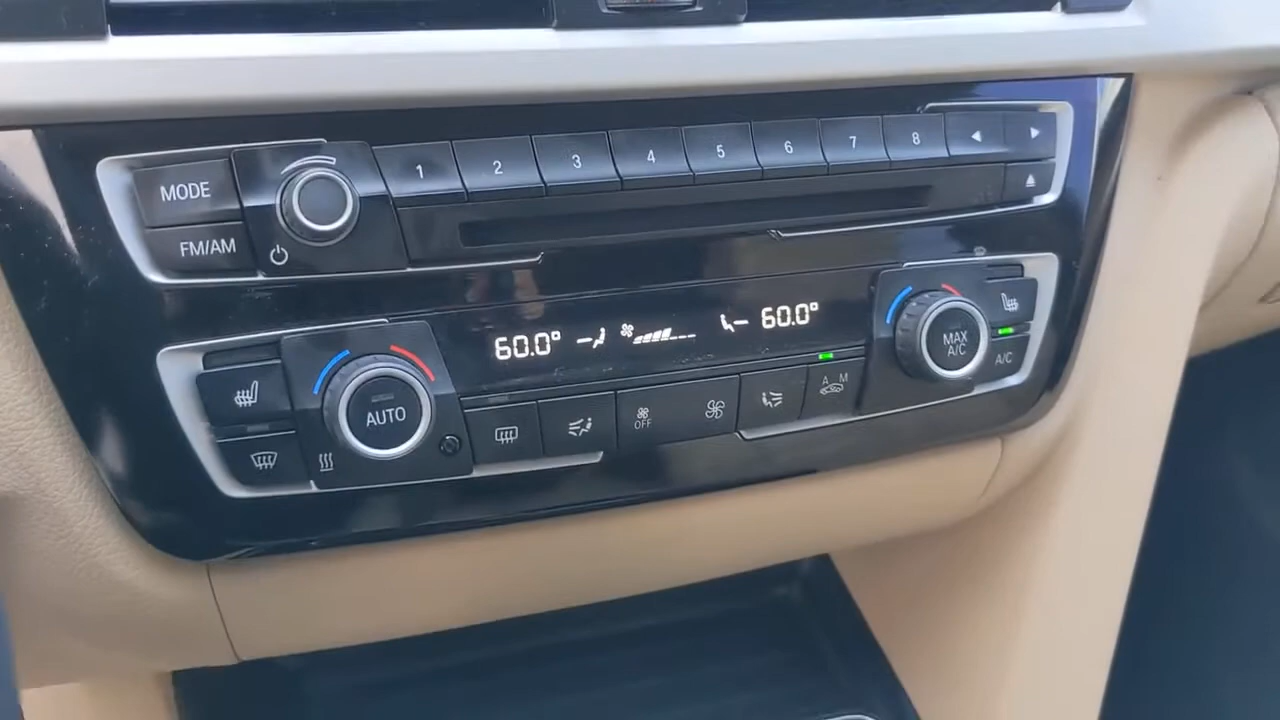 MODE
1 2 3 4 5 6 7 8
FM/AM
60.0° 60.0°
AUTO
MAX
A/C
A/C
OFF
A M